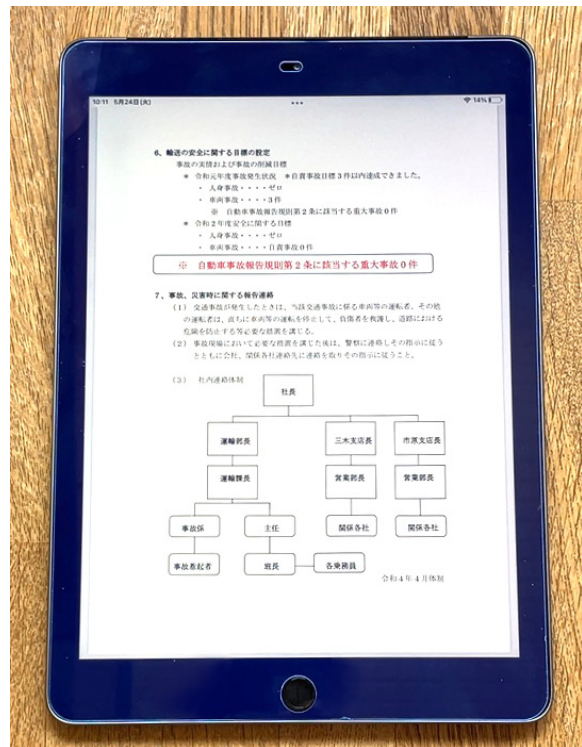 10:11 5月24日(火)
14%
6、輸送の安全に関する目標の設定
事故の実情および事故の削減目標
* 令和元年度事故発生状況 *自責事故目標3件以内達成できました。
・ 人身事故・・・・ゼロ
・ 車両事故・・・・3件
※ 自動車事故報告規則第2条に該当する重大事故0件
* 令和2年度安全に関する目標
・ 人身事故・・・・ゼロ
・ 車両事故・・・・自責事故0件
※ 自動車事故報告規則第2条に該当する重大事故0件
7、事故、災害時に関する報告連絡
(1) 交通事故が発生したときは、当該交通事故に係る車両等の運転者、その他
の運転者は、直ちに車両等の運転を停止して、負傷者を救護し、道路における
危険を防止する等必要な措置を講じる。
(2) 事故現場において必要な措置を講じた後は、警察に連絡しその指示に従う
とともに会社、関係各社連絡先に連絡を取りその指示に従うこと。
(3) 社内連絡体制
社長
運輸部長 三木支店長 市原支店長
運輸課長 営業部長 営業部長
事故係 主任 関係各社 関係各社
事故惹起者 班長 各乗務員
令和4年4月体制